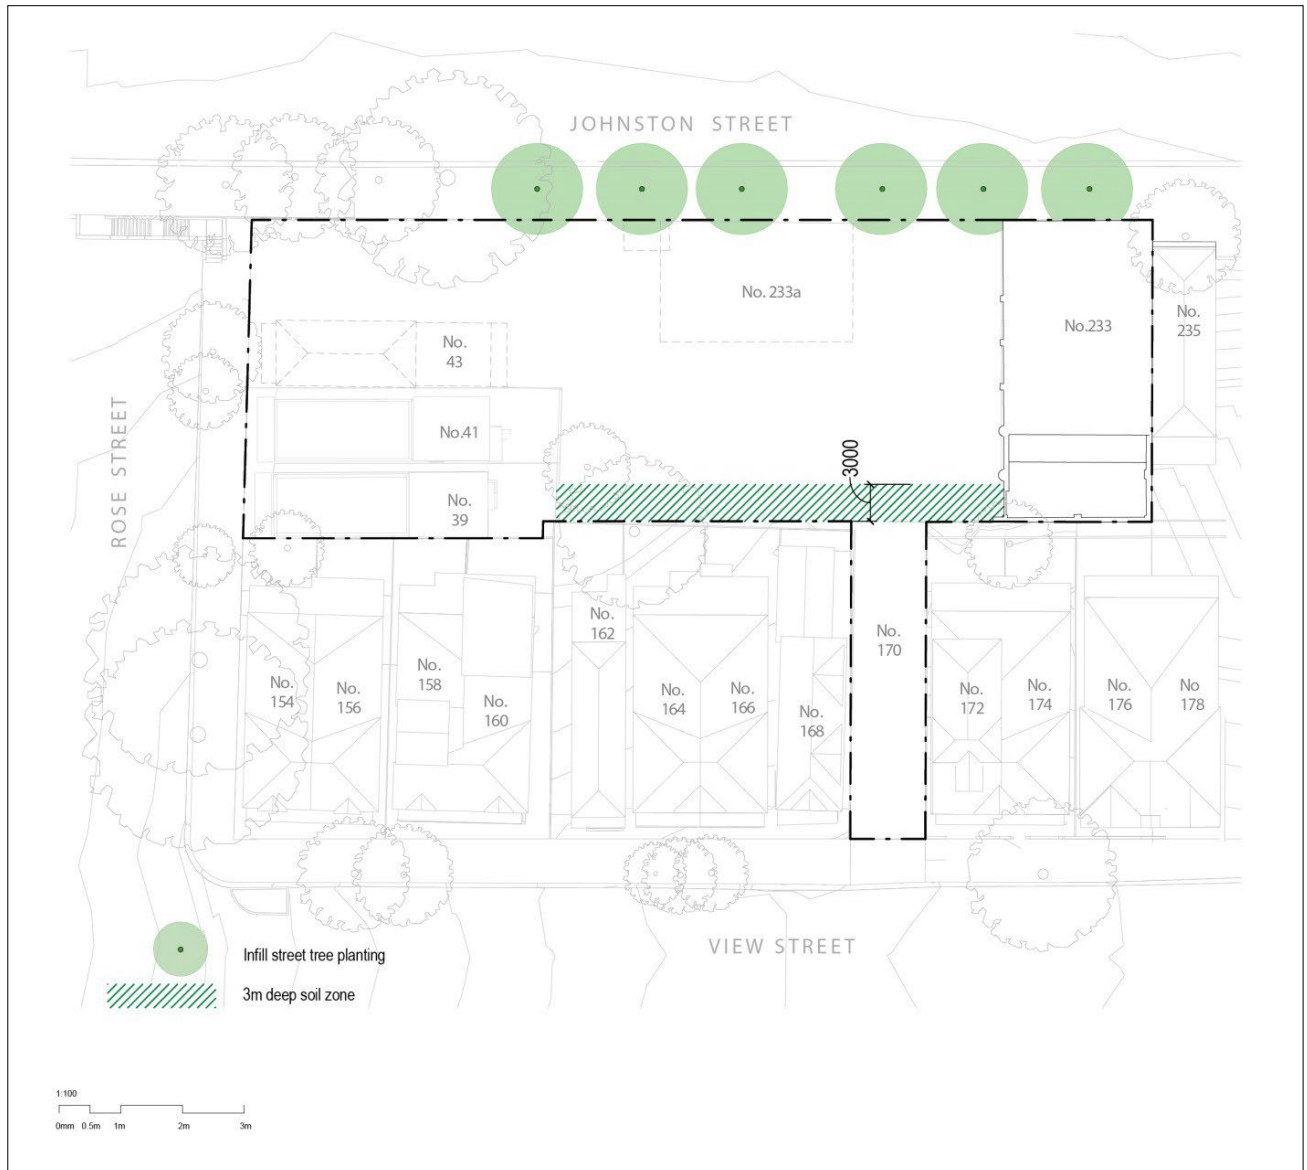 JOHNSTON STREET
No. 233a
No.
235
No.233
No.
43
No.41
ROSE STREET
3000
No.
39
No.
162
No.
170
No.
158
No.
154
No.
156
No.
164
No.
166
No.
172
No.
174
No.
176
No
178
No.
160
No.
168
VIEW STREET
Infill street tree planting
3m deep soil zone
1:100
0mm 0.5m 1m 2m 3m